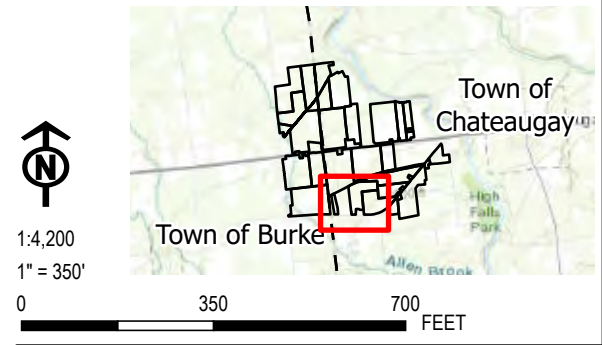 Town of
Chateaugay
High
Falls
Park
Town of Burke
Allen Brook
N
1:4,200
1" = 350'
0 350 700
FEET